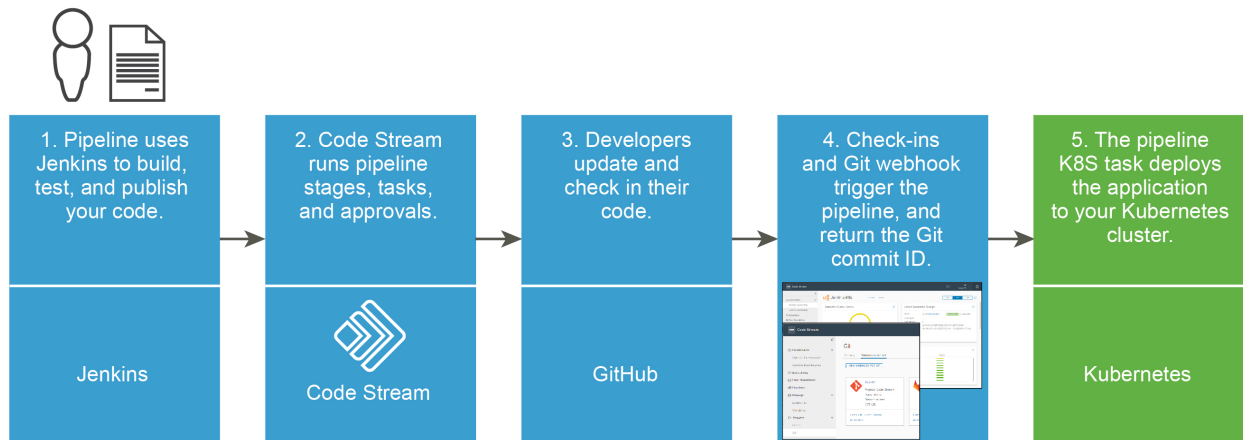 1. Pipeline uses
Jenkins to build,
test, and publish
your code.
2. Code Stream
runs pipeline
stages, tasks,
and approvals.
3. Developers
update and
check in their
code.
4. Check-ins
and Git webhook
trigger the
pipeline, and
return the Git
commit ID.
5. The pipeline
K8S task deploys
the application
to your Kubernetes
cluster.
Jenkins
Code Stream
GitHub
Code Stream
Code Stream
Git
Kubernetes